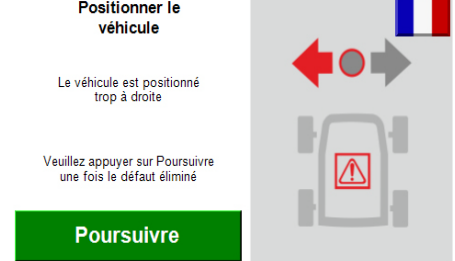 Positionner le
véhicule
Le véhicule est positionné
trop à droite
Veuillez appuyer sur Poursuivre
une fois le défaut éliminé
Poursuivre